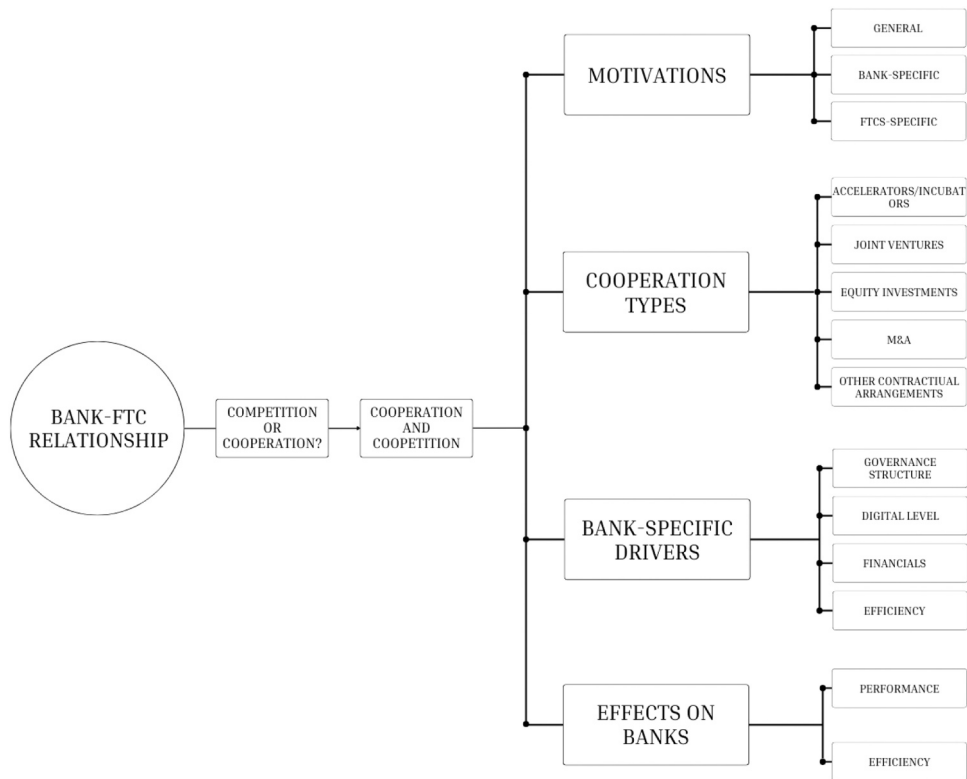 BANK-FTC
RELATIONSHIP
COMPETITION
OR
COOPERATION?
COOPERATION
AND
COOPETITION
MOTIVATIONS
GENERAL
BANK-SPECIFIC
FTCS-SPECIFIC
COOPERATION
TYPES
ACCELERATORS/INCUBAT
ORS
JOINT VENTURES
EQUITY INVESTMENTS
M&A
OTHER CONTRACTIUAL
ARRANGEMENTS
BANK-SPECIFIC
DRIVERS
GOVERNANCE
STRUCTURE
DIGITAL LEVEL
FINANCIALS
EFFICIENCY
EFFECTS ON
BANKS
PERFORMANCE
EFFICIENCY